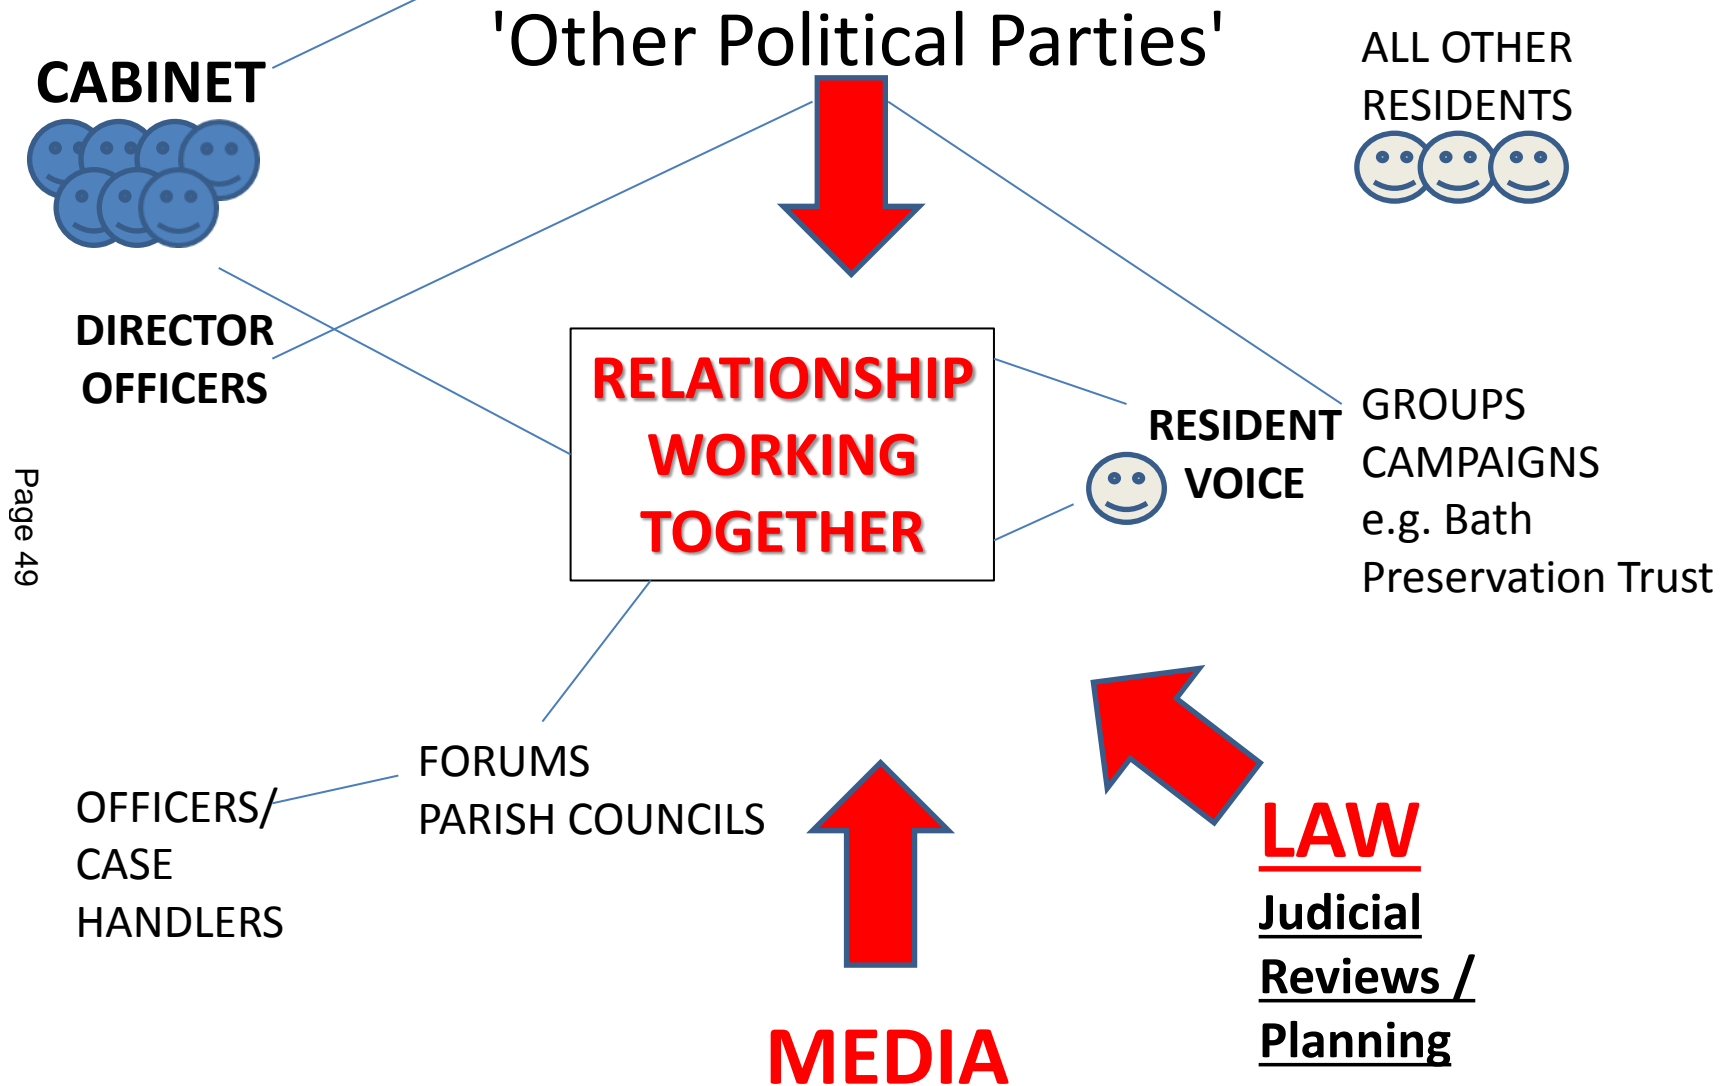 'Other Political Parties'
CABINET
ALL OTHER
RESIDENTS
DIRECTOR
OFFICERS
RELATIONSHIP
WORKING
TOGETHER
RESIDENT
VOICE
GROUPS
CAMPAIGNS
e.g. Bath
Preservation Trust
Page 49
FORUMS
PARISH COUNCILS
OFFICERS/
CASE
HANDLERS
LAW
Judicial
Reviews /
Planning
MEDIA